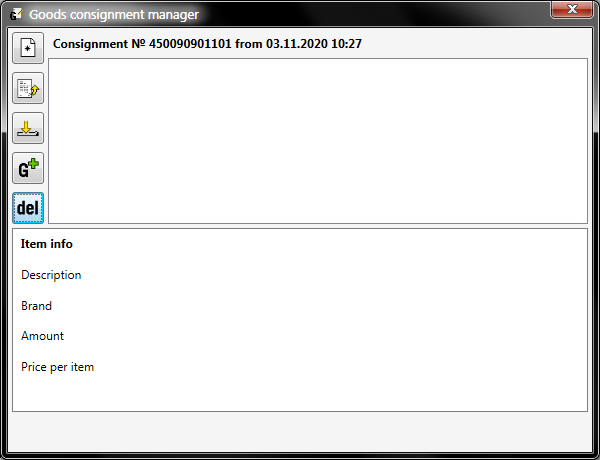 Goods consignment manager
Consignment № 450090901101 from 03.11.2020 10:27
G
del
Item info
Description
Brand
Amount
Price per item